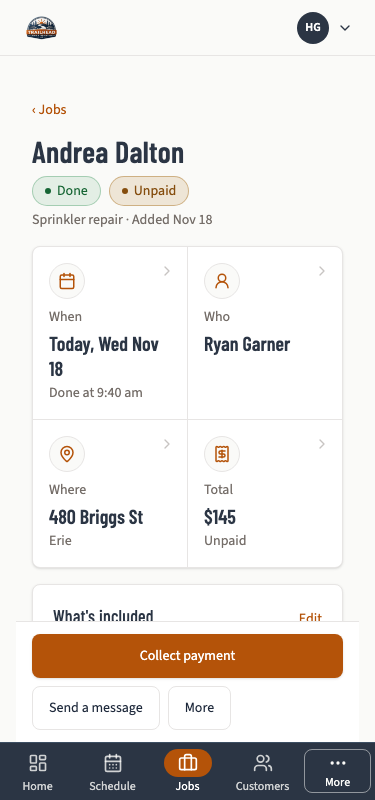 TRAILHEAD
HG
‹ Jobs
Andrea Dalton
Done
Unpaid
Sprinkler repair · Added Nov 18
When
Today, Wed Nov
18
Done at 9:40 am
Who
Ryan Garner
Where
480 Briggs St
Erie
Total
$145
Unpaid
What's included
Edit
Collect payment
Send a message
More
Home
Schedule
Jobs
Customers
More